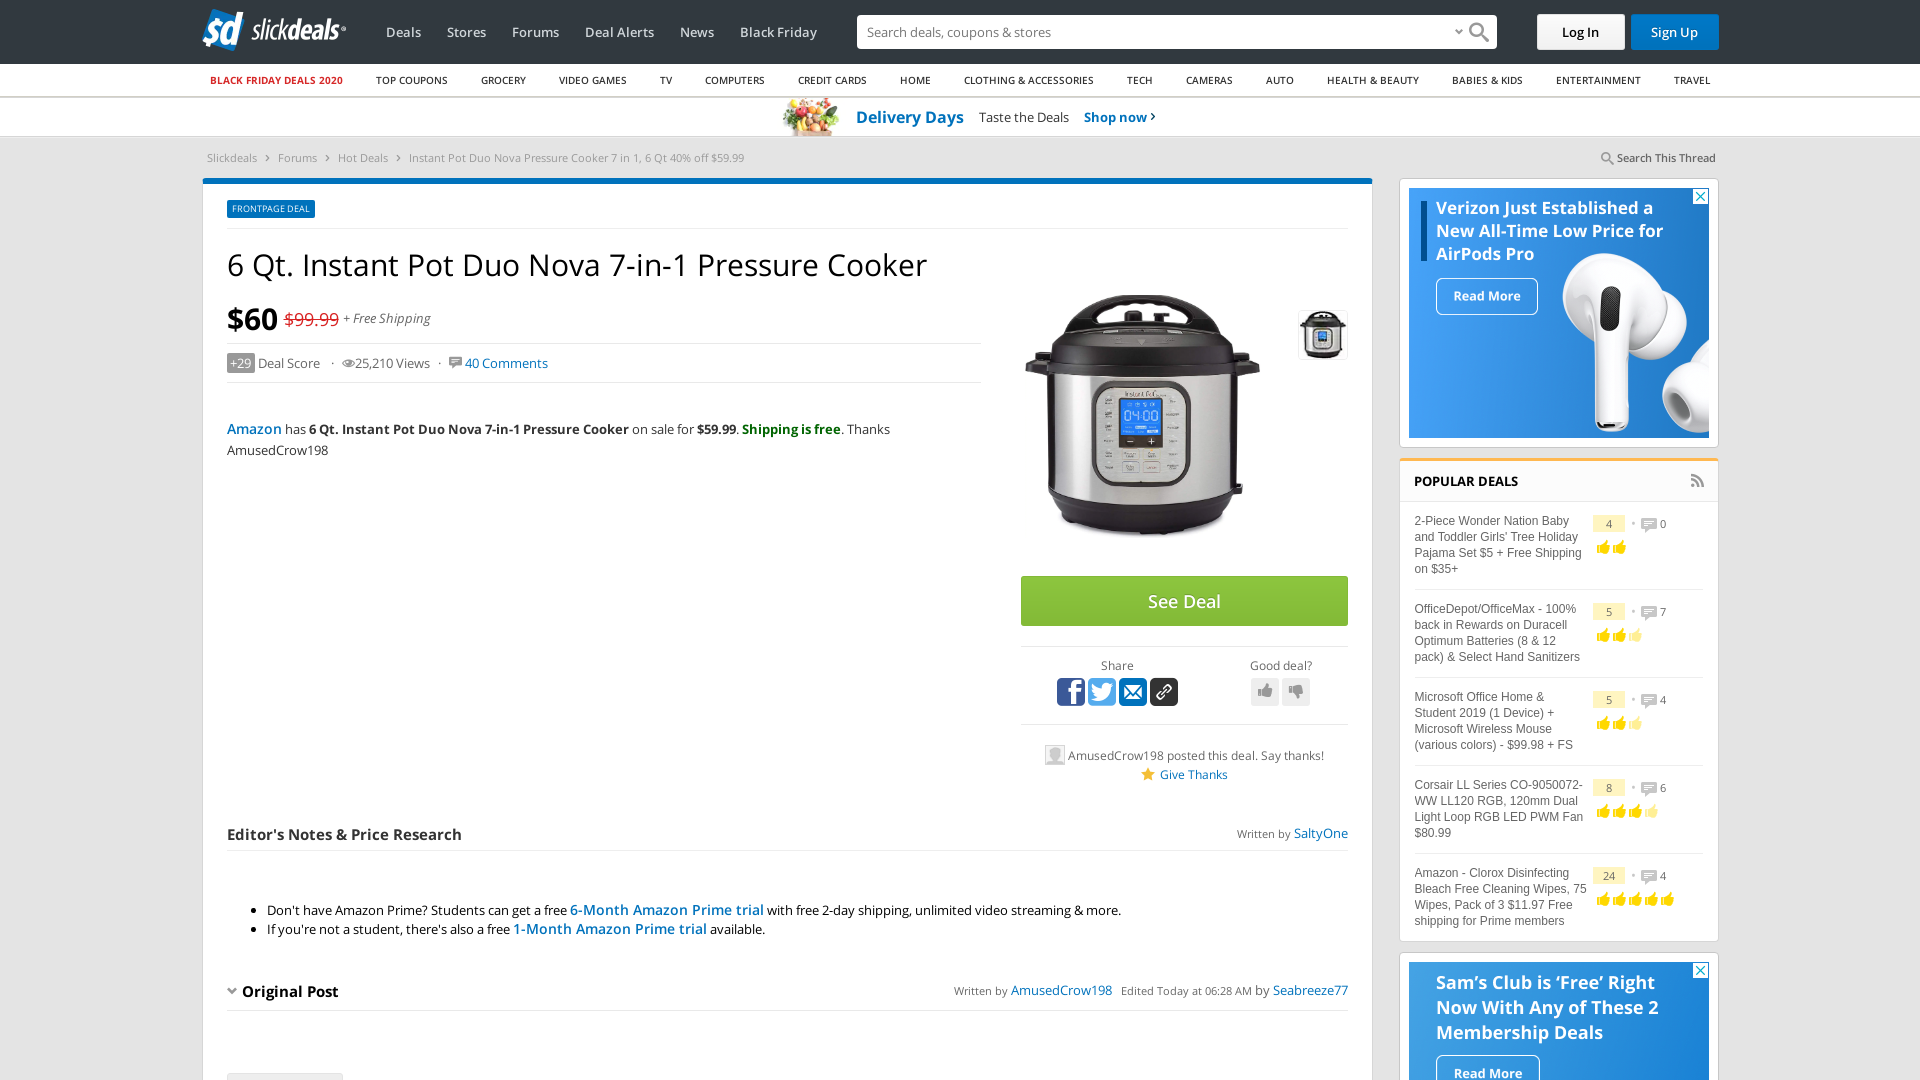 sd slickdeals
Deals
Stores
Forums
Deal Alerts
News
Black Friday
Search deals, coupons & stores
Log In
Sign Up
BLACK FRIDAY DEALS 2020
TOP COUPONS
GROCERY
VIDEO GAMES
TV
COMPUTERS
CREDIT CARDS
HOME
CLOTHING & ACCESSORIES
TECH
CAMERAS
AUTO
HEALTH & BEAUTY
BABIES & KIDS
ENTERTAINMENT
TRAVEL
Delivery Days Taste the Deals Shop now ›
Slickdeals › Forums › Hot Deals › Instant Pot Duo Nova Pressure Cooker 7 in 1, 6 Qt 40% off $59.99
Search This Thread
FRONTPAGE DEAL
6 Qt. Instant Pot Duo Nova 7-in-1 Pressure Cooker
$60 $99.99 + Free Shipping
+29 Deal Score · 25,210 Views · 40 Comments
Amazon has 6 Qt. Instant Pot Duo Nova 7-in-1 Pressure Cooker on sale for $59.99. Shipping is free. Thanks
AmusedCrow198
Instant Pot
04:00
See Deal
Share
Good deal?
AmusedCrow198 posted this deal. Say thanks!
Give Thanks
Editor's Notes & Price Research
Written by SaltyOne
• Don't have Amazon Prime? Students can get a free 6-Month Amazon Prime trial with free 2-day shipping, unlimited video streaming & more.
• If you're not a student, there's also a free 1-Month Amazon Prime trial available.
Original Post
Written by AmusedCrow198 Edited Today at 06:28 AM by Seabreeze77
Verizon Just Established a
New All-Time Low Price for
AirPods Pro
Read More
POPULAR DEALS
2-Piece Wonder Nation Baby
and Toddler Girls' Tree Holiday
Pajama Set $5 + Free Shipping
on $35+
4 • 0
OfficeDepot/OfficeMax - 100%
back in Rewards on Duracell
Optimum Batteries (8 & 12
pack) & Select Hand Sanitizers
5 • 7
Microsoft Office Home &
Student 2019 (1 Device) +
Microsoft Wireless Mouse
(various colors) - $99.98 + FS
5 • 4
Corsair LL Series CO-9050072-
WW LL120 RGB, 120mm Dual
Light Loop RGB LED PWM Fan
$80.99
8 • 6
Amazon - Clorox Disinfecting
Bleach Free Cleaning Wipes, 75
Wipes, Pack of 3 $11.97 Free
shipping for Prime members
24 • 4
Sam's Club is ‘Free’ Right
Now With Any of These 2
Membership Deals
Read More